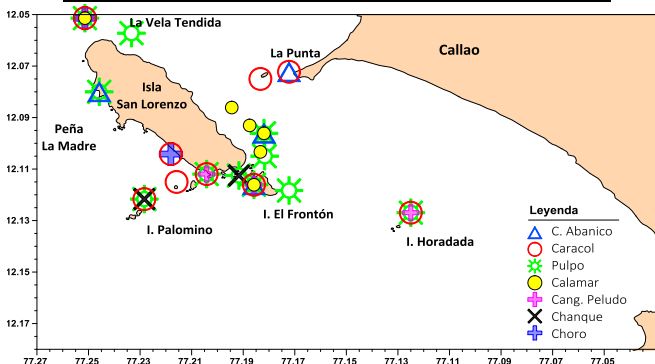 12.05
La Vela Tendida
La Punta
Callao
12.07
Isla
San Lorenzo
12.09
Peña
La Madre
12.11
I. El Frontón
Leyenda
12.13
I. Palomino
I. Horadada
C. Abanico
Caracol
Pulpo
12.15
Calamar
Cang. Peludo
Chanque
12.17
Choro
77.27 77.25 77.23 77.21 77.19 77.17 77.15 77.13 77.11 77.09 77.07 77.05